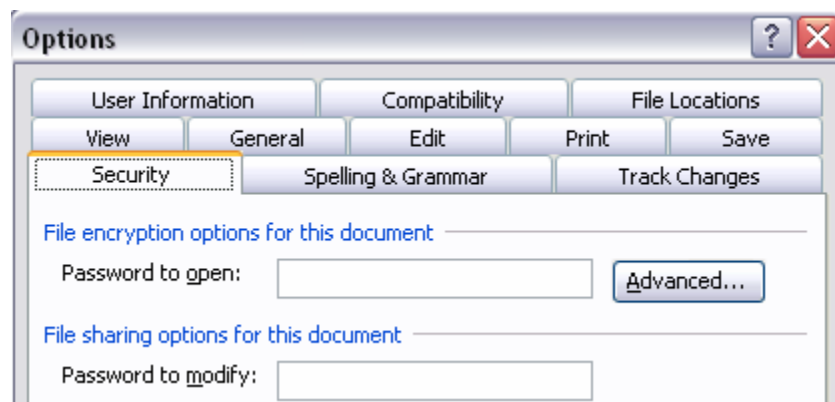 Options ?
User Information Compatibility File Locations
View General Edit Print Save
Security Spelling & Grammar Track Changes
File encryption options for this document
Password to open: Advanced...
File sharing options for this document
Password to modify: